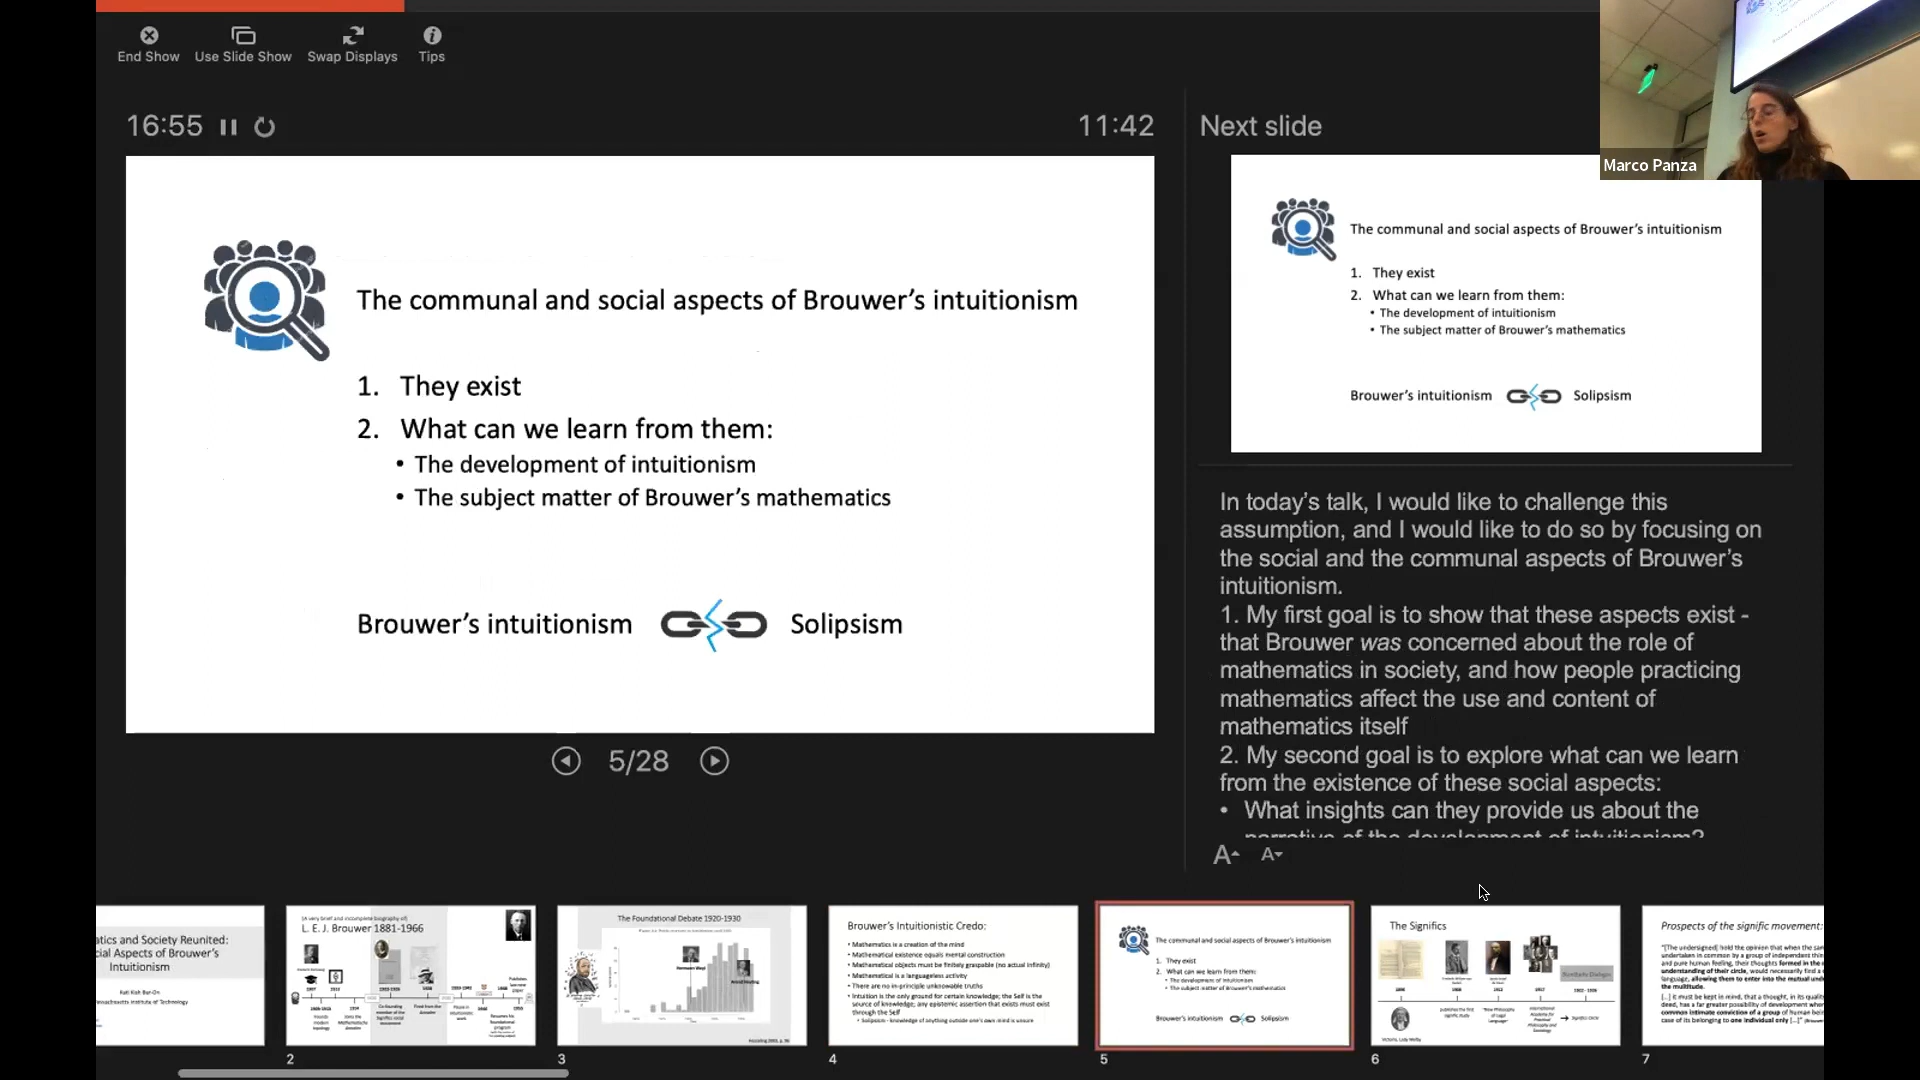 End Show
Use Slide Show
Swap Displays
Tips
16:55
11:42
Next slide
Marco Panza
The communal and social aspects of Brouwer’s intuitionism
1. They exist
2. What can we learn from them:
• The development of intuitionism
• The subject matter of Brouwer’s mathematics
Brouwer’s intuitionism
Solipsism
The communal and social aspects of Brouwer’s intuitionism
1. They exist
2. What can we learn from them:
• The development of intuitionism
• The subject matter of Brouwer’s mathematics
Brouwer’s intuitionism
Solipsism
In today’s talk, I would like to challenge this
assumption, and I would like to do so by focusing on
the social and the communal aspects of Brouwer’s
intuitionism.
1. My first goal is to show that these aspects exist -
that Brouwer was concerned about the role of
mathematics in society, and how people practicing
mathematics affect the use and content of
mathematics itself
2. My second goal is to explore what can we learn
from the existence of these social aspects:
• What insights can they provide us about the
narrative of the development of intuitionism?
5/28
A
A
atics and Society Reunited:
cial Aspects of Brouwer’s
Intuitionism
(A very brief and incomplete biography of)
L. E. J. Brouwer 1881-1966
2
The Foundational Debate 1920-1930
3
Brouwer’s Intuitionistic Credo:
• Mathematics is a creation of the mind
• Mathematical existence equals mental construction
• Mathematical objects must be finitely graspable (no actual infinity)
• Mathematics is a languageless activity
• There are no in-principle unknowable truths
• Intuition is the only ground for certain knowledge; the Self is the
source of knowledge; any epistemic assertion that exists must exist
through the Self
• Solipsism - knowledge of anything outside one’s own mind is unsure
4
The communal and social aspects of Brouwer’s intuitionism
1. They exist
2. What can we learn from them:
• The development of intuitionism
• The subject matter of Brouwer’s mathematics
Brouwer’s intuitionism
Solipsism
5
The Significs
6
Prospects of the signific movement:
7